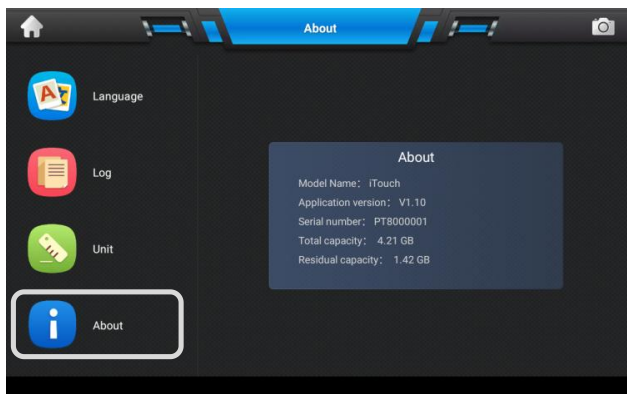 About
Language
Log
Unit
About
About
Model Name： iTouch
Application version： V1.10
Serial number： PT8000001
Total capacity： 4.21 GB
Residual capacity： 1.42 GB